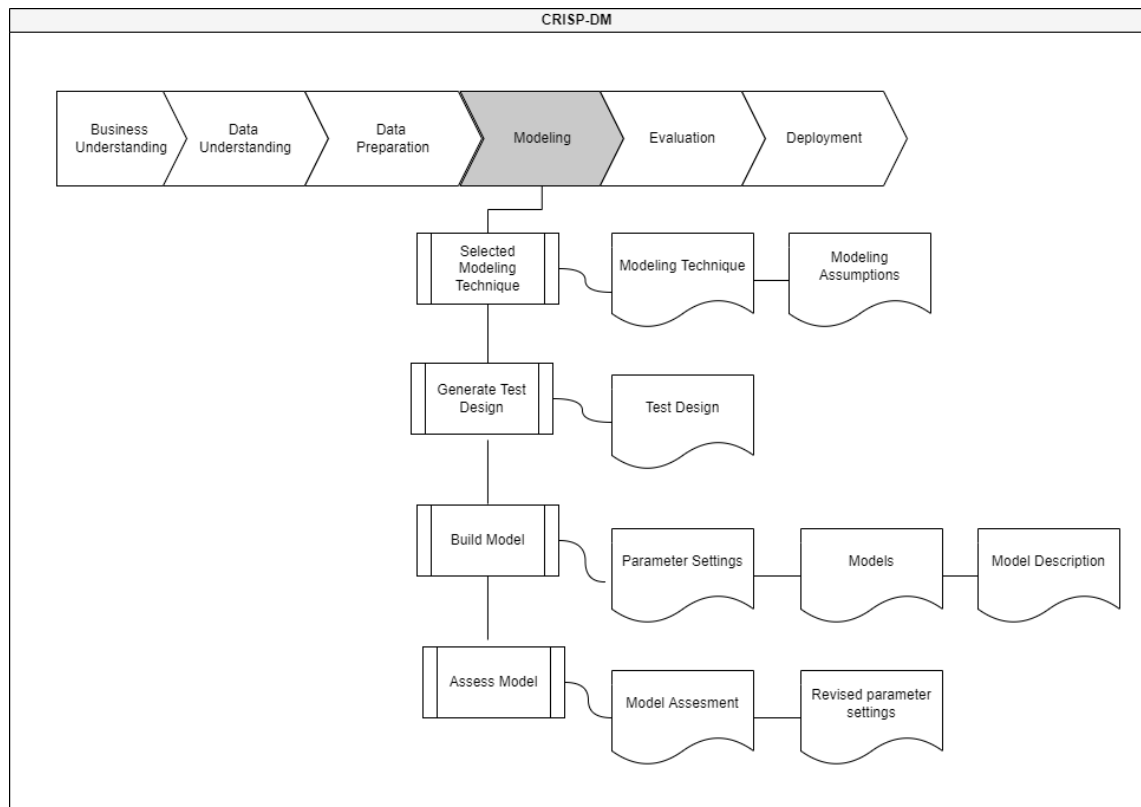 CRISP-DM
Business
Understanding
Data
Understanding
Data
Preparation
Modeling
Evaluation
Deployment
Selected
Modeling
Technique
Modeling Technique
Modeling
Assumptions
Generate Test
Design
Test Design
Build Model
Parameter Settings
Models
Model Description
Assess Model
Model Assesment
Revised parameter
settings